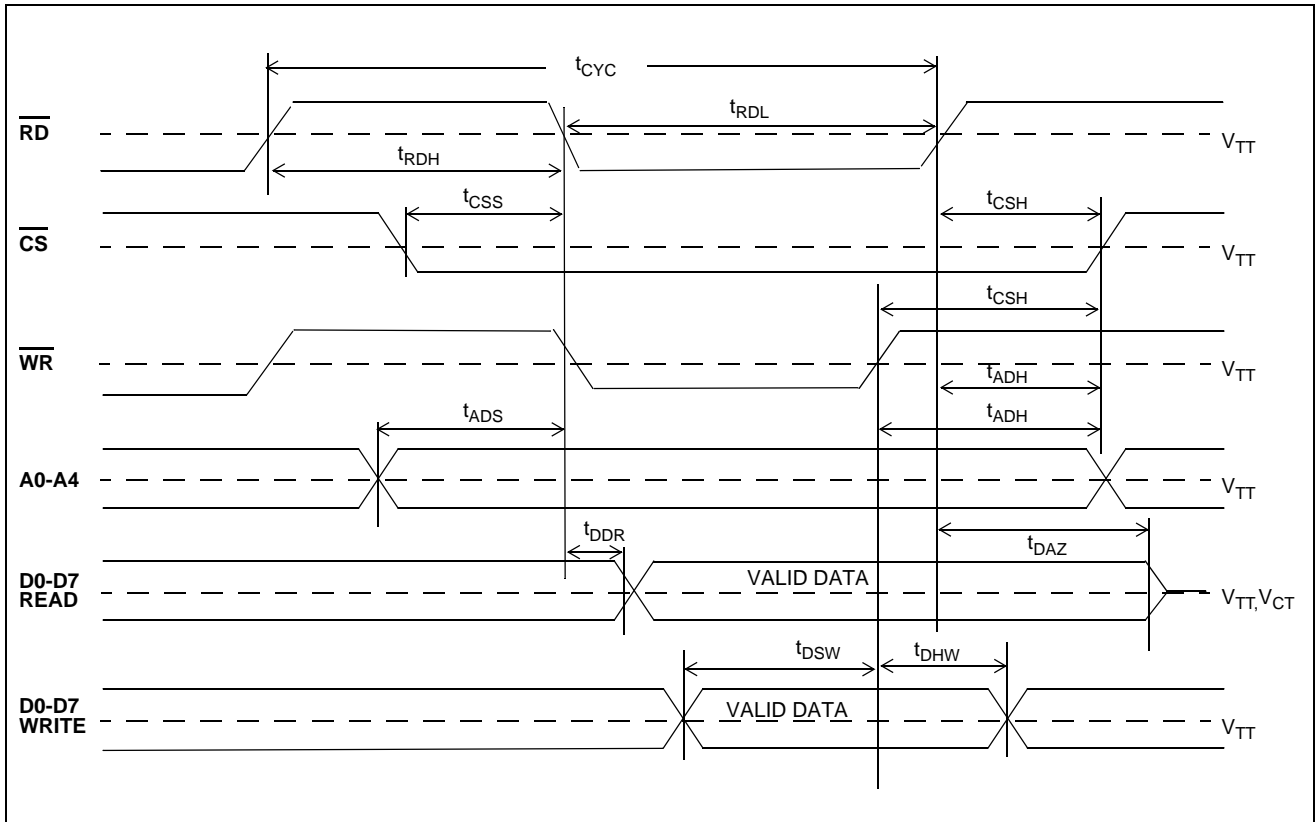 tCYC
tRDL
RD
VTT
tRDH
tCSS
tCSH
CS
VTT
tCSH
WR
VTT
tADH
tADS
tADH
A0-A4
VTT
tDDR
tDAZ
D0-D7
READ
VALID DATA
VTT,VCT
tDSW
tDHW
D0-D7
WRITE
VALID DATA
VTT